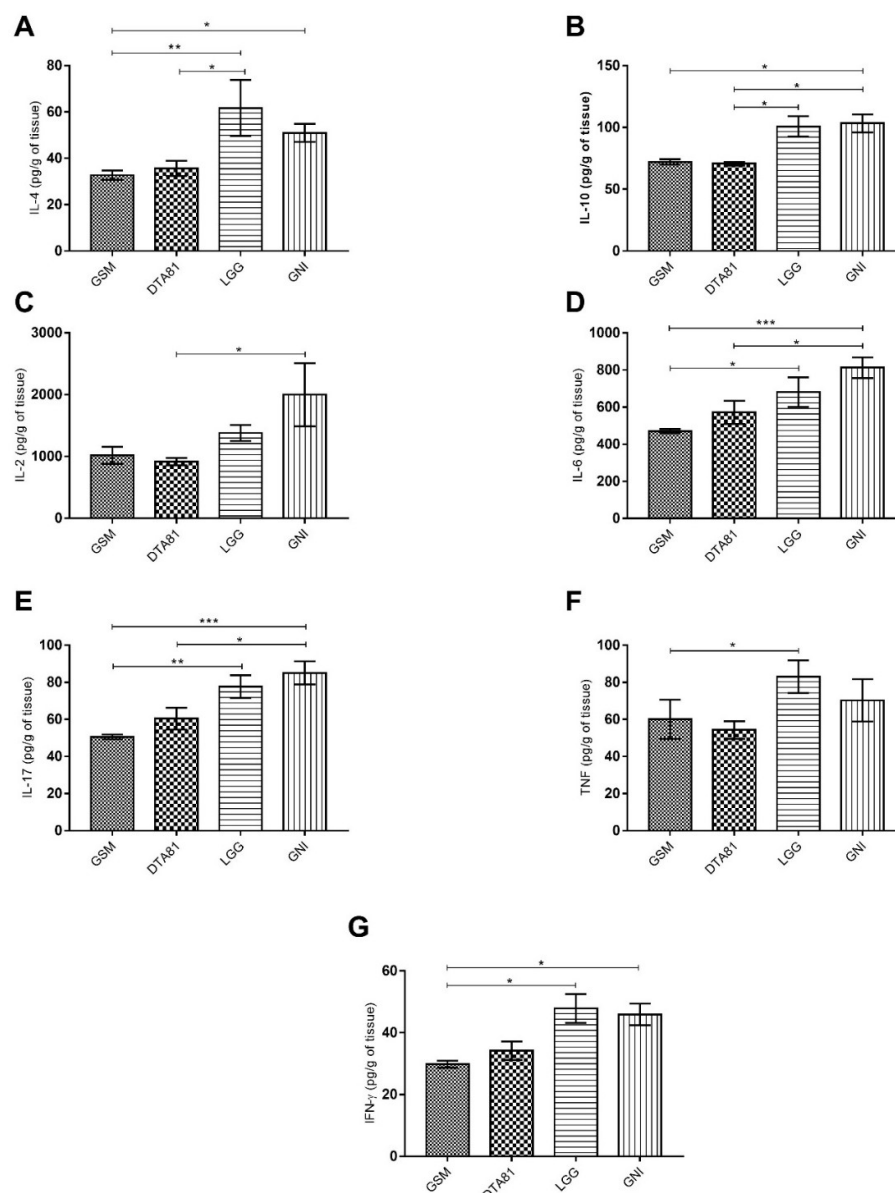 A
IL-4 (pg/g of tissue)
80
60
40
20
0
*
**
*
GSM
DTA81
LGG
GNI
B
IL-10 (pg/g of tissue)
150
100
50
0
*
*
*
GSM
DTA81
LGG
GNI
C
IL-2 (pg/g of tissue)
3000
2000
1000
0
*
GSM
DTA81
LGG
GNI
D
IL-6 (pg/g of tissue)
1000
800
600
400
200
0
***
*
*
GSM
DTA81
LGG
GNI
E
IL-17 (pg/g of tissue)
100
80
60
40
20
0
***
*
**
GSM
DTA81
LGG
GNI
F
TNF (pg/g of tissue)
100
80
60
40
20
0
*
GSM
DTA81
LGG
GNI
G
IFN-γ (pg/g of tissue)
60
40
20
0
*
*
GSM
DTA81
LGG
GNI